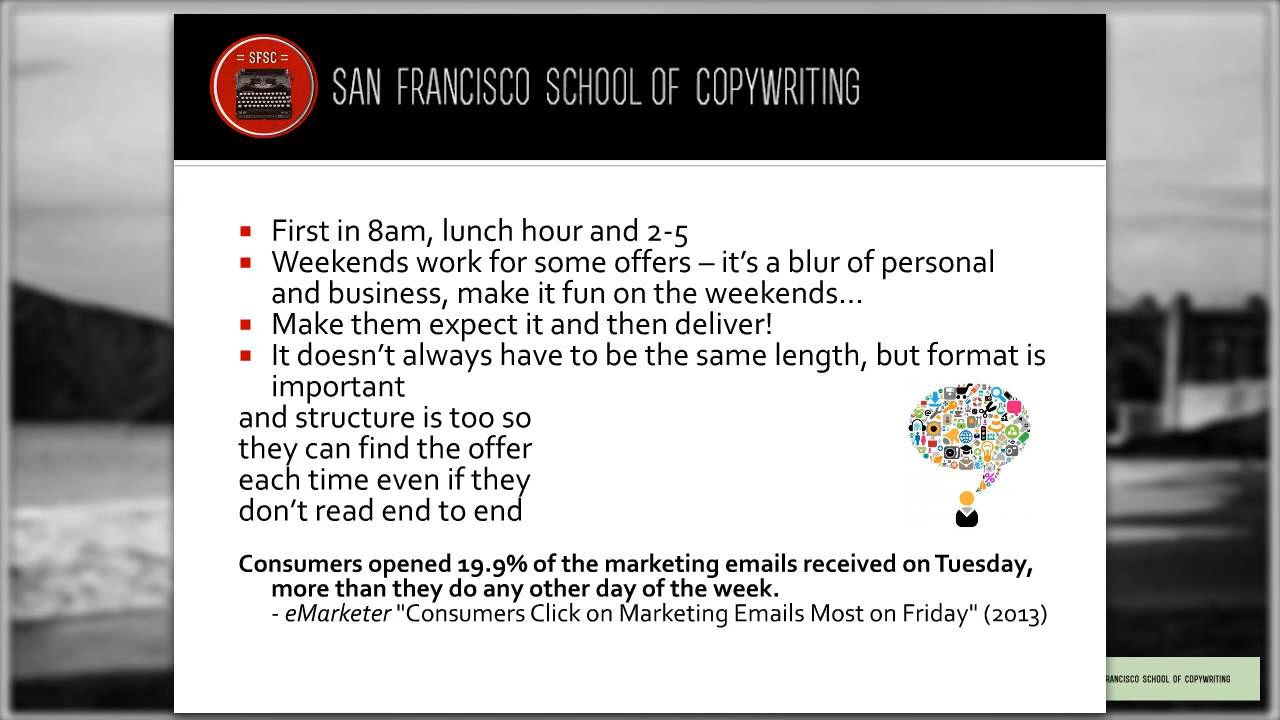 = SFSC =
SAN FRANCISCO SCHOOL OF COPYWRITING
First in 8am, lunch hour and 2-5
Weekends work for some offers – it’s a blur of personal
and business, make it fun on the weekends…
Make them expect it and then deliver!
It doesn’t always have to be the same length, but format is
important
and structure is too so
they can find the offer
each time even if they
don’t read end to end
Consumers opened 19.9% of the marketing emails received on Tuesday,
more than they do any other day of the week.
- eMarketer "Consumers Click on Marketing Emails Most on Friday" (2013)
RANCISCO SCHOOL OF COPYWRITING